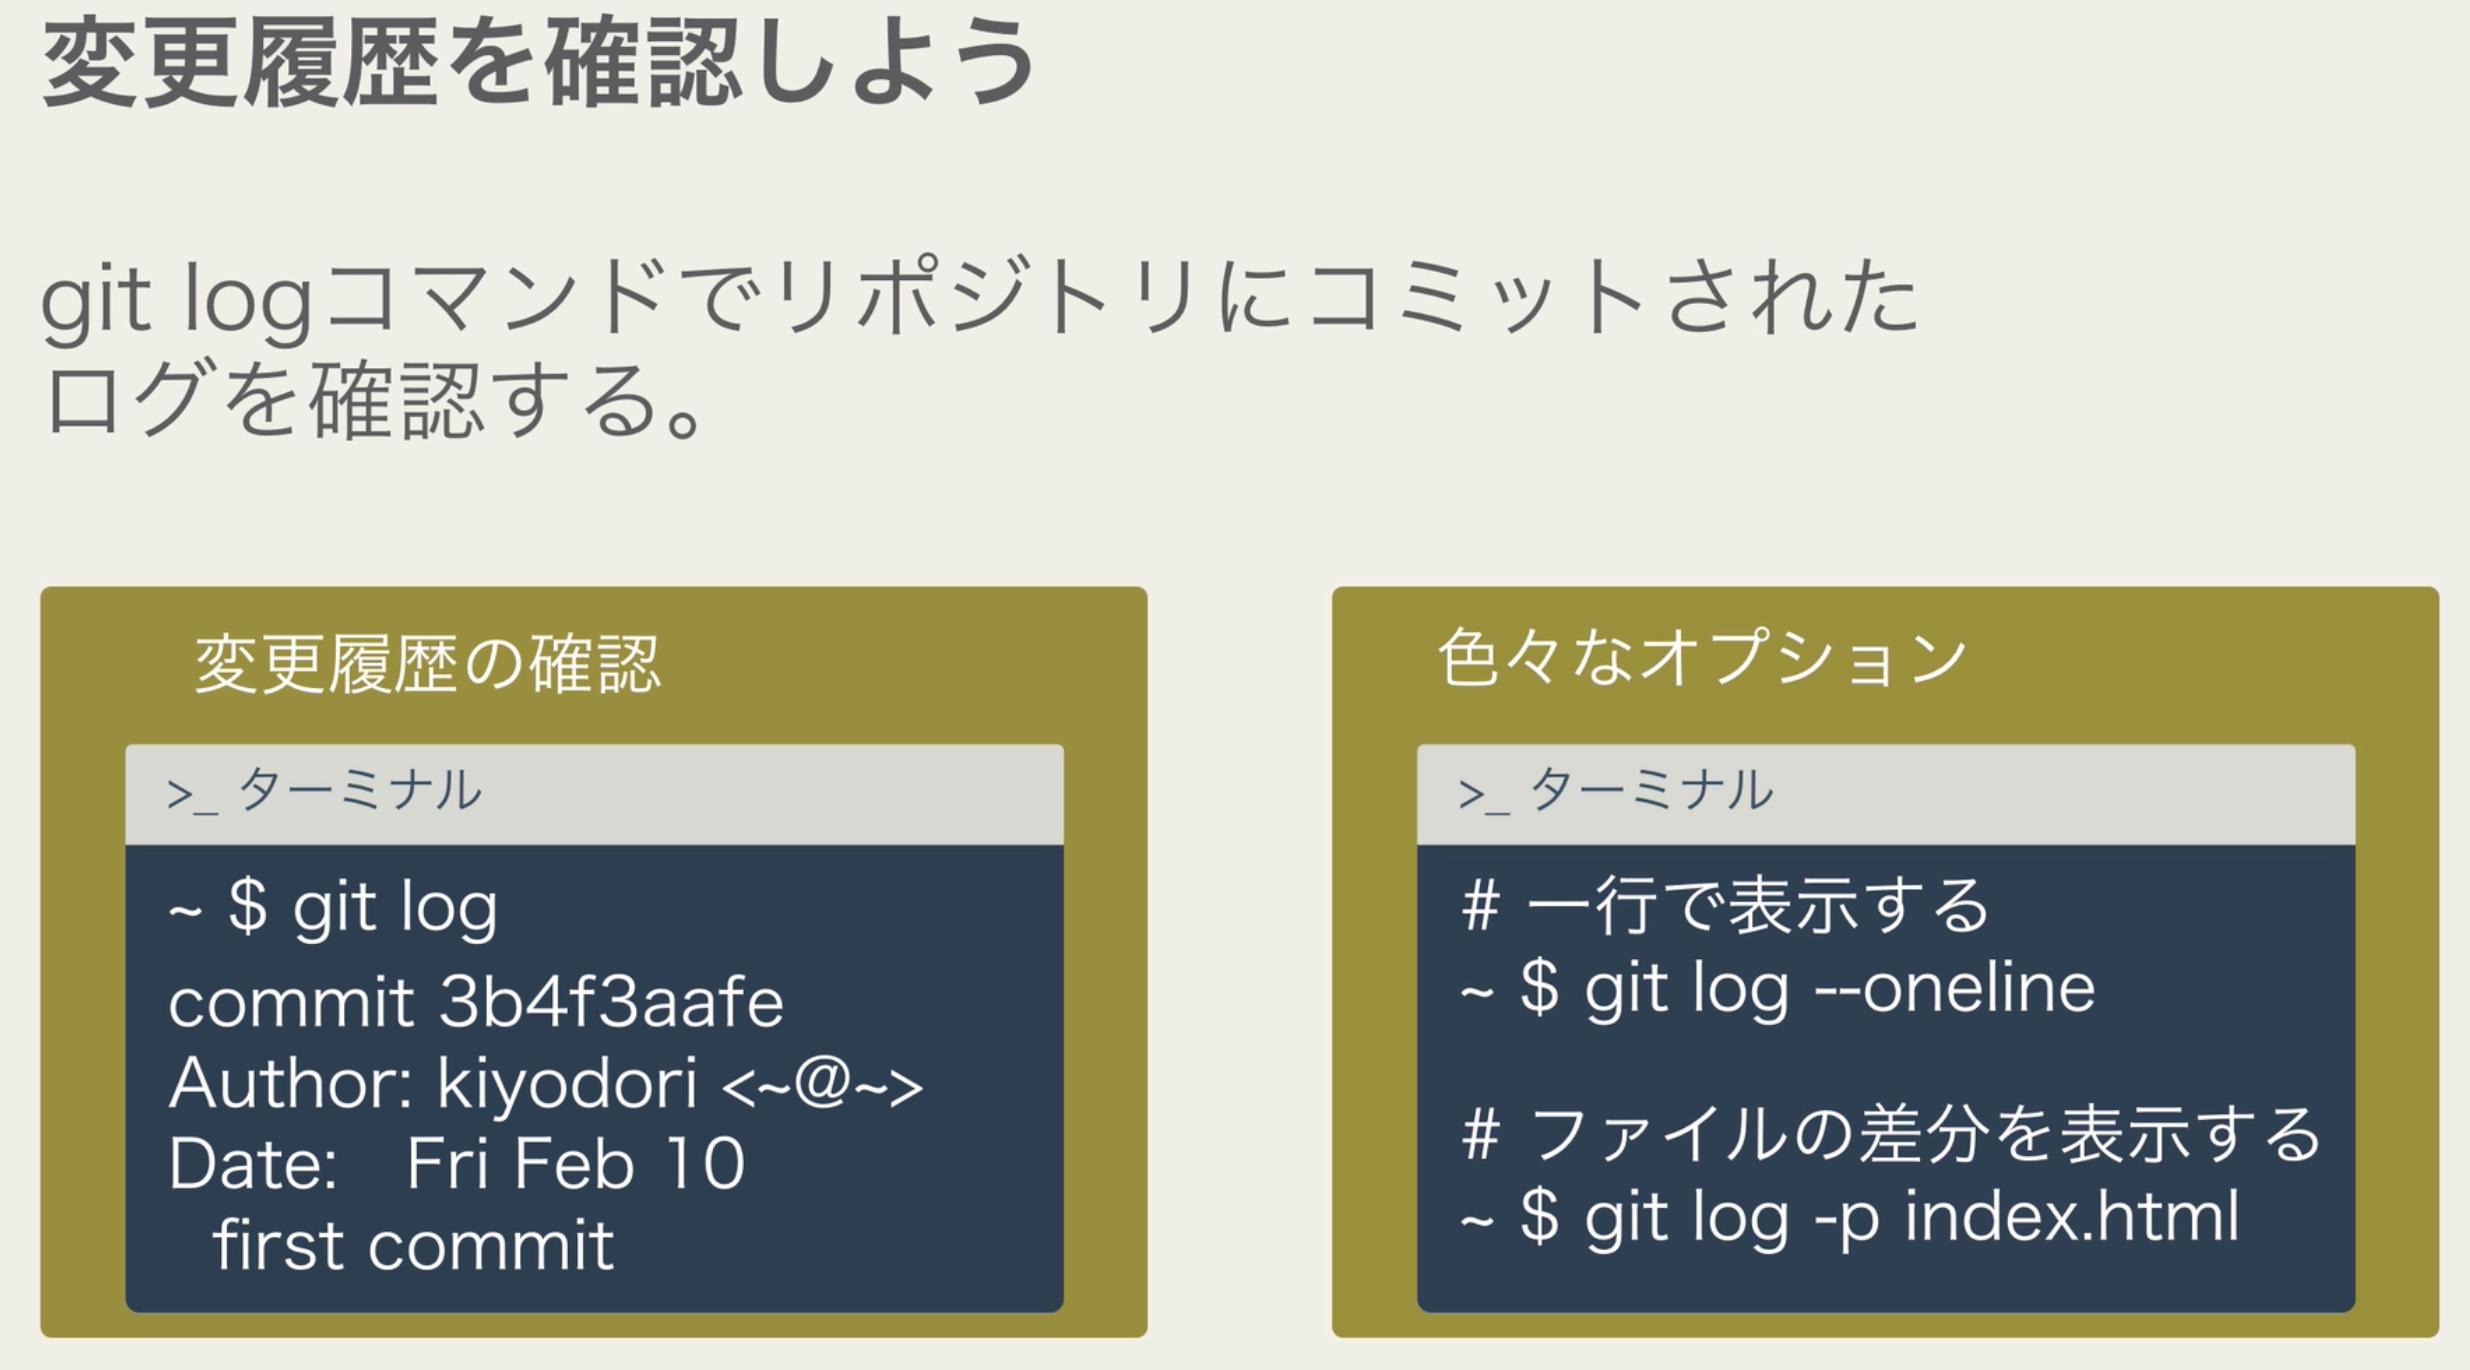 変更履歴を確認しよう
git logコマンドでリポジトリにコミットされた
ログを確認する。
変更履歴の確認
>_ ターミナル
~ $ git log
commit 3b4f3aafe
Author: kiyodori <~@~>
Date:   Fri Feb 10
  first commit
色々なオプション
>_ ターミナル
# 一行で表示する
~ $ git log --oneline
# ファイルの差分を表示する
~ $ git log -p index.html